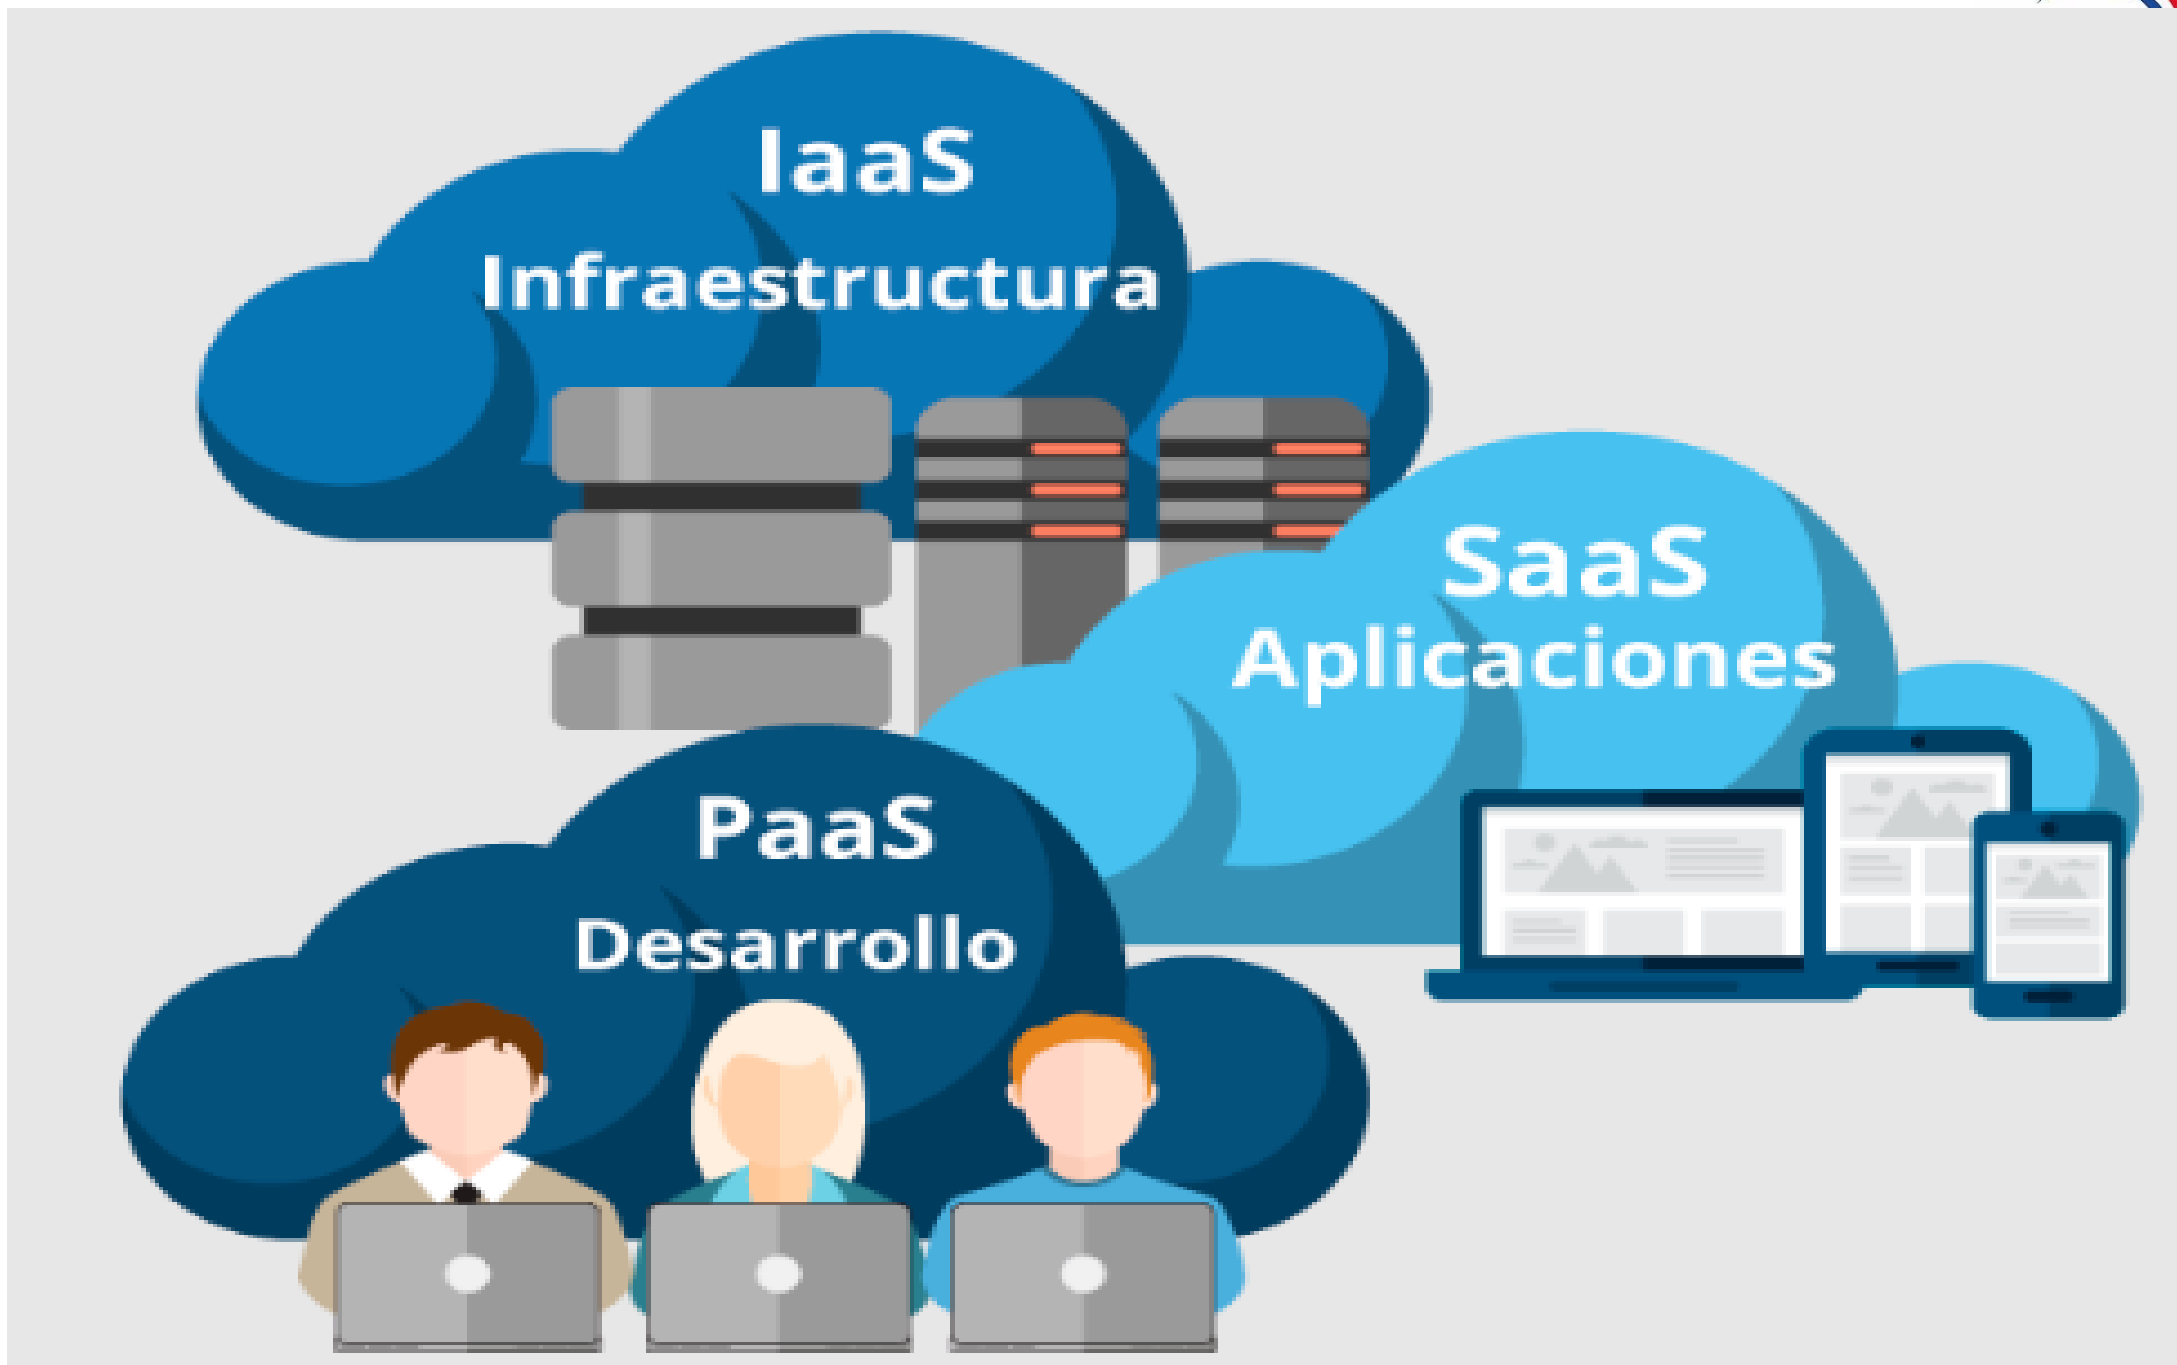 IaaS
Infraestructura
SaaS
Aplicaciones
PaaS
Desarrollo